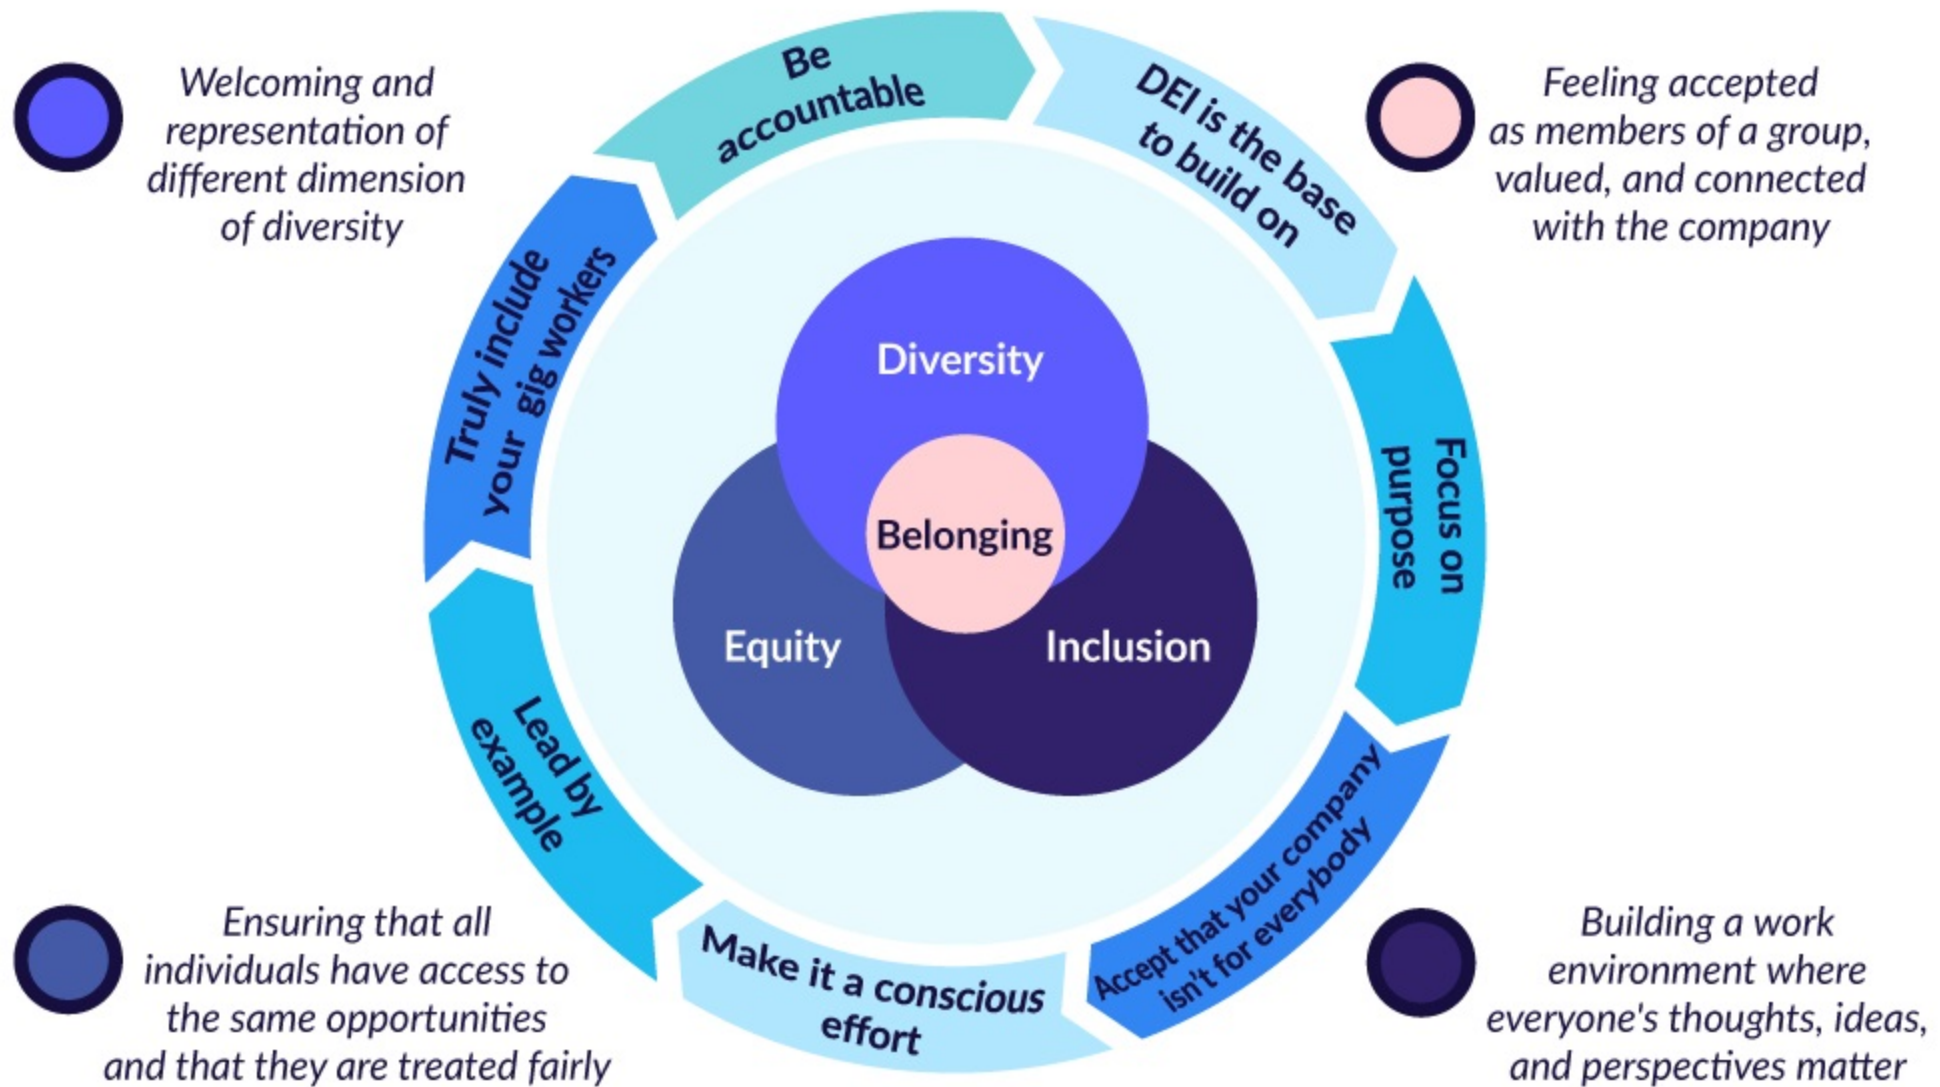 Welcoming and
representation of
different dimension
of diversity
Be
accountable
DEI is the base
to build on
Feeling accepted
as members of a group,
valued, and connected
with the company
Truly include
your gig workers
Focus on
purpose
Diversity
Belonging
Equity
Inclusion
Lead by
example
Accept that your company
isn't for everybody
Make it a conscious
effort
Ensuring that all
individuals have access to
the same opportunities
and that they are treated fairly
Building a work
environment where
everyone's thoughts, ideas,
and perspectives matter